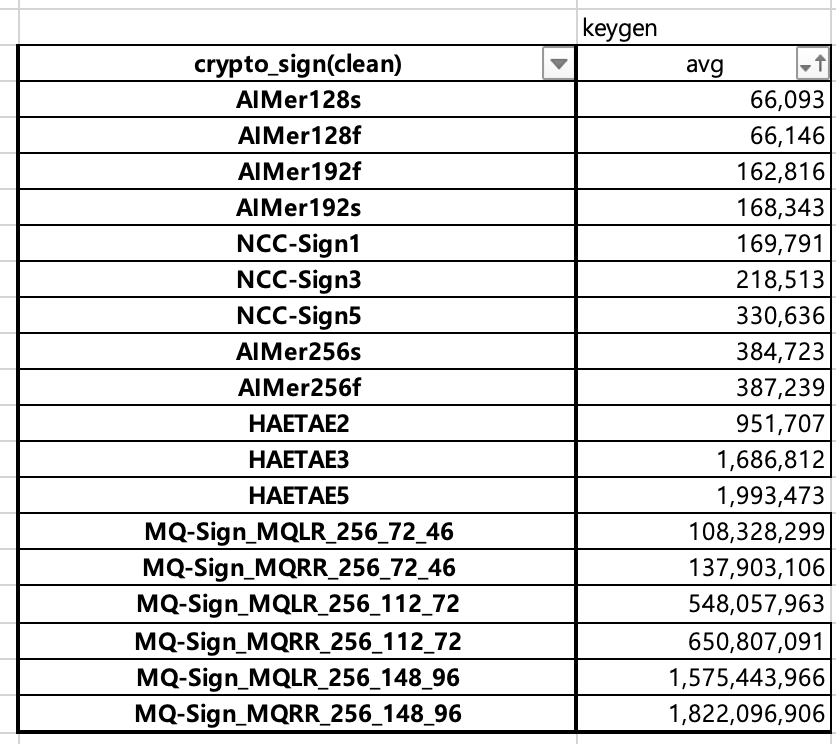 keygen
crypto_sign(clean) avg
AIMer128s 66,093
AIMer128f 66,146
AIMer192f 162,816
AIMer192s 168,343
NCC-Sign1 169,791
NCC-Sign3 218,513
NCC-Sign5 330,636
AIMer256s 384,723
AIMer256f 387,239
HAETAE2 951,707
HAETAE3 1,686,812
HAETAE5 1,993,473
MQ-Sign_MQLR_256_72_46 108,328,299
MQ-Sign_MQRR_256_72_46 137,903,106
MQ-Sign_MQLR_256_112_72 548,057,963
MQ-Sign_MQRR_256_112_72 650,807,091
MQ-Sign_MQLR_256_148_96 1,575,443,966
MQ-Sign_MQRR_256_148_96 1,822,096,906